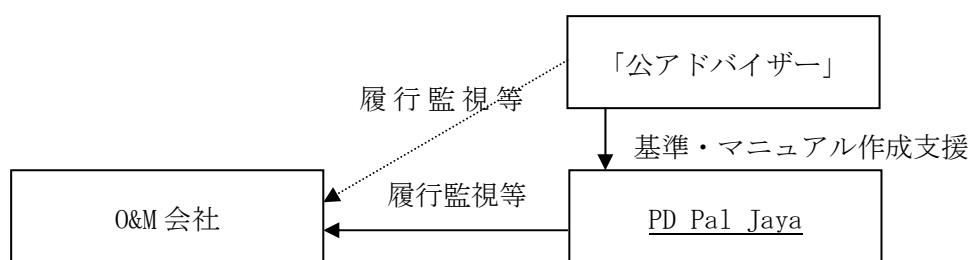 「公アドバイザー」
履行監視等
基準・マニュアル作成支援
履行監視等
O&M 会社
PD Pal Jaya